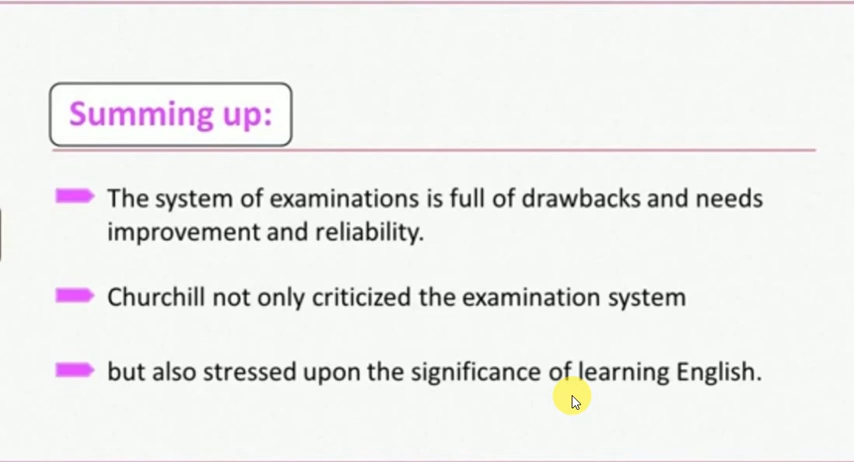 Summing up:
The system of examinations is full of drawbacks and needs
improvement and reliability.
Churchill not only criticized the examination system
but also stressed upon the significance of learning English.